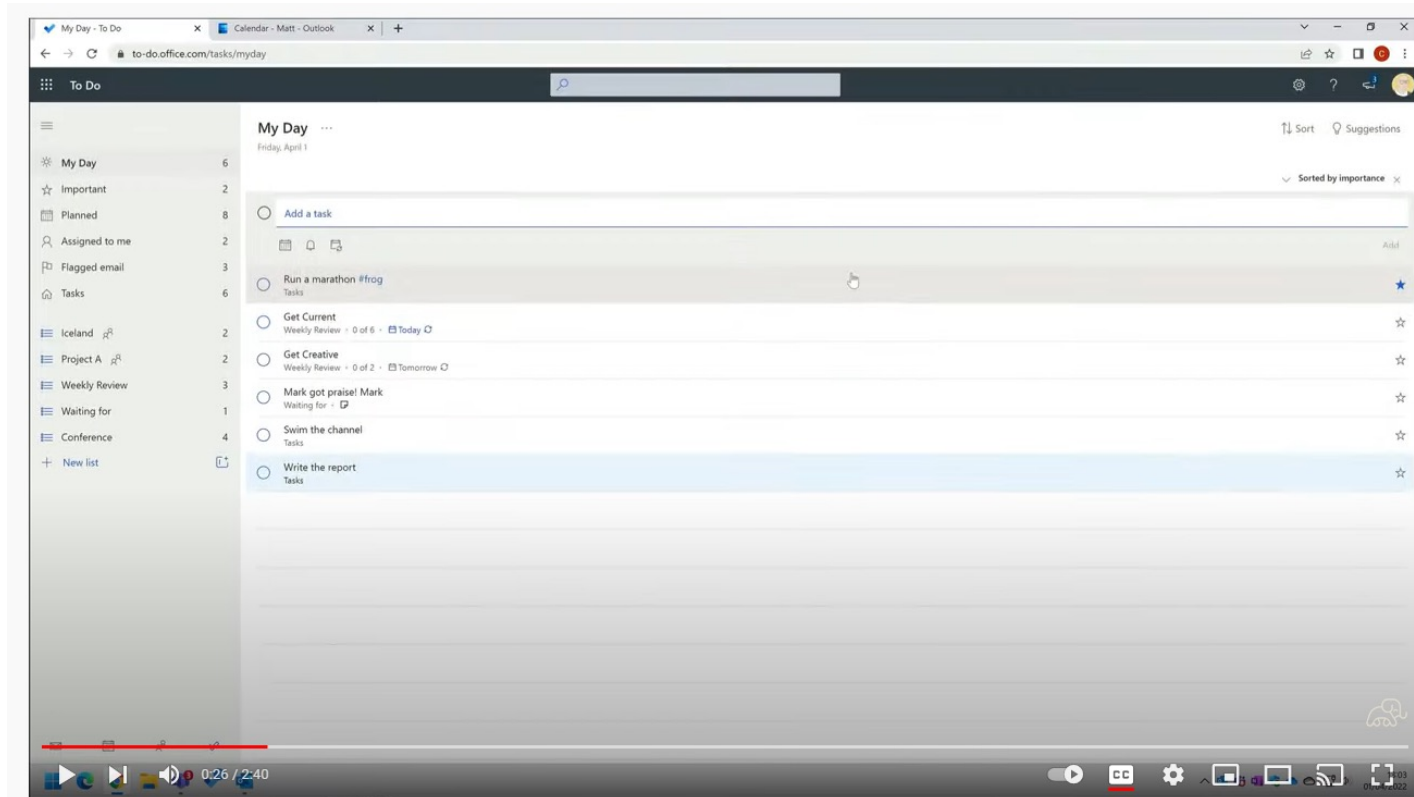 My Day - To Do
Calendar - Matt - Outlook
to-do.office.com/tasks/myday
To Do
3
My Day
Friday, April 1
Sort
Suggestions
Sorted by importance
My Day 6
Important 2
Planned 8
Assigned to me 2
Flagged email 3
Tasks 6
Iceland 2
Project A 2
Weekly Review 3
Waiting for 1
Conference 4
New list
Add a task
Add
Run a marathon #frog
Tasks
Get Current
Weekly Review · 0 of 6 · Today
Get Creative
Weekly Review · 0 of 2 · Tomorrow
Mark got praise! Mark
Waiting for
Swim the channel
Tasks
Write the report
Tasks
0:26 / 2:40
CC